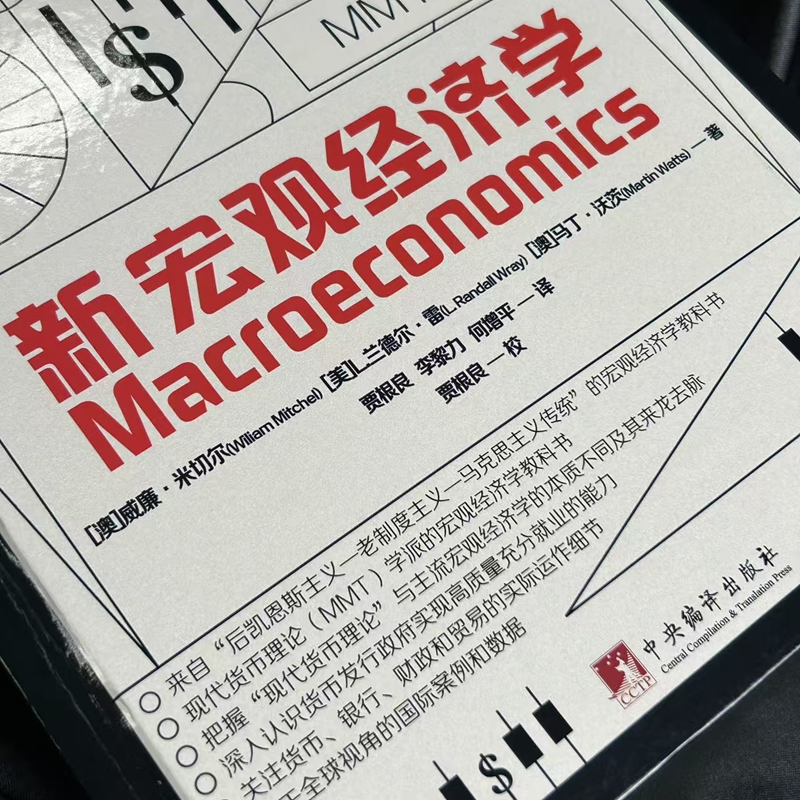 $
MMT
新宏观经济学
Macroeconomics
[澳]威廉·米切尔(William Mitchel) [美]L.兰德尔·雷(L.Randall Wray) [澳]马丁·沃茨(Martin Watts) 一著
贾根良 李黎力 何增平 一译
贾根良 一校
来自“后凯恩斯主义—老制度主义—马克思主义传统”的宏观经济学教科书
现代货币理论(MMT)学派的宏观经济学教科书
把握“现代货币理论”与主流宏观经济学的本质不同及其来龙去脉
深入认识货币发行政府实现高质量充分就业的能力
关注货币、银行、财政和贸易的实际运作细节
全球视角的国际案例和数据
中央编译出版社
Central Compilation & Translation Press
CCTP
$